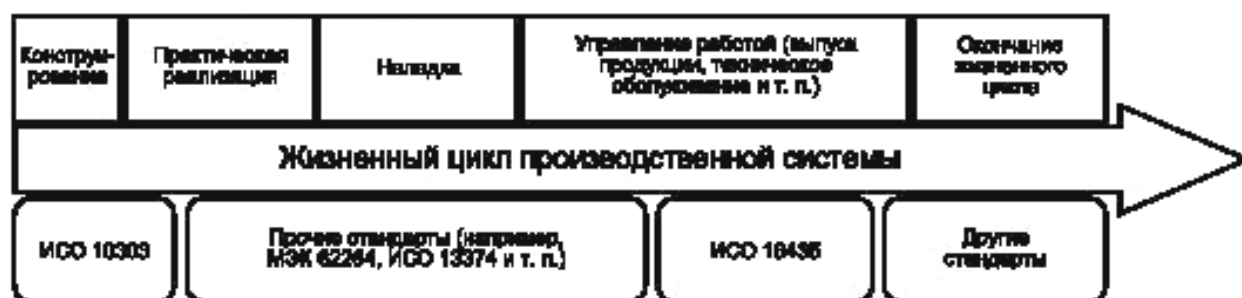 Конструи-
рование
Практическая
реализация
Наладка
Управление работой (выпуск
продукции, техническое
обслуживание и т. п.)
Окончание
жизненного
цикла
Жизненный цикл производственной системы
ИСО 10303
Прочие стандарты (например,
МЭК 62264, ИСО 13374 и т. п.)
ИСО 18435
Другие
стандарты